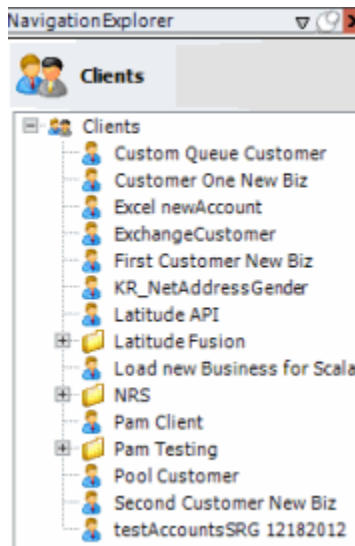 NavigationExplorer
Clients
Clients
Custom Queue Customer
Customer One New Biz
Excel newAccount
ExchangeCustomer
First Customer New Biz
KR_NetAddressGender
Latitude API
Latitude Fusion
Load new Business for Scala
NRS
Pam Client
Pam Testing
Pool Customer
Second Customer New Biz
testAccountsSRG 12182012